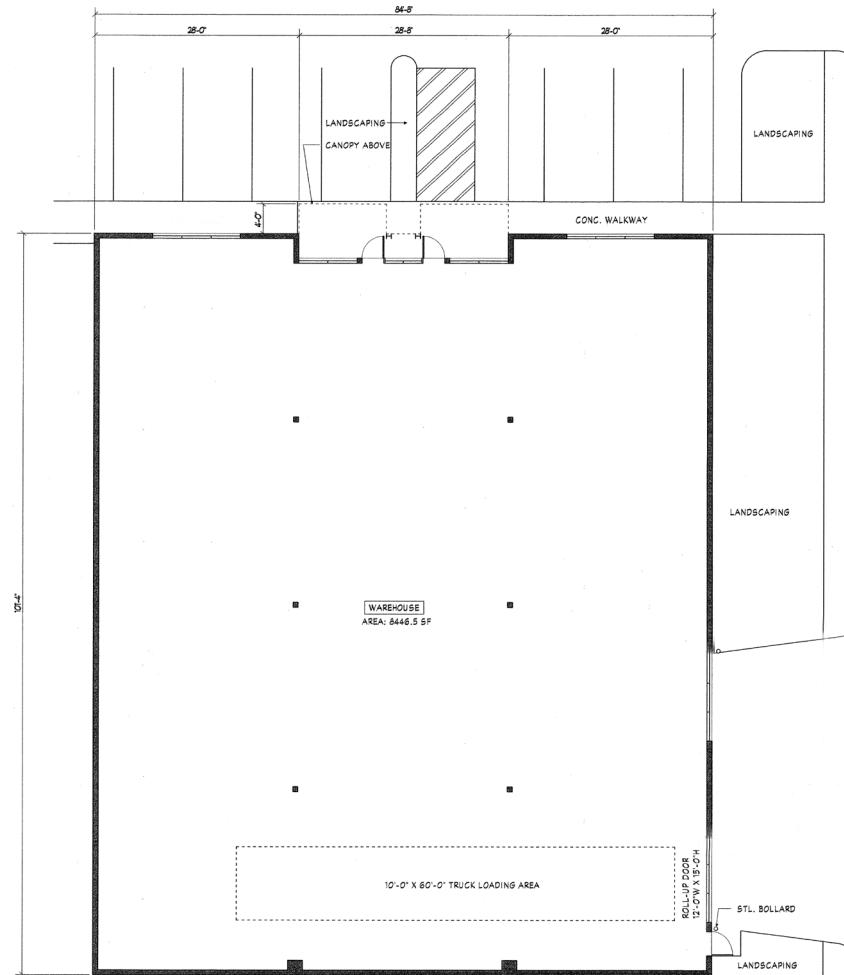 84'-8"
28'-0"
28'-8"
28'-0"
LANDSCAPING
LANDSCAPING
CANOPY ABOVE
4'-0"
CONC. WALKWAY
101'-4"
LANDSCAPING
WAREHOUSE
AREA: 8446.5 SF
10'-0" X 60'-0" TRUCK LOADING AREA
ROLL-UP DOOR
12'-0"W X 15'-0"H
STL. BOLLARD
LANDSCAPING